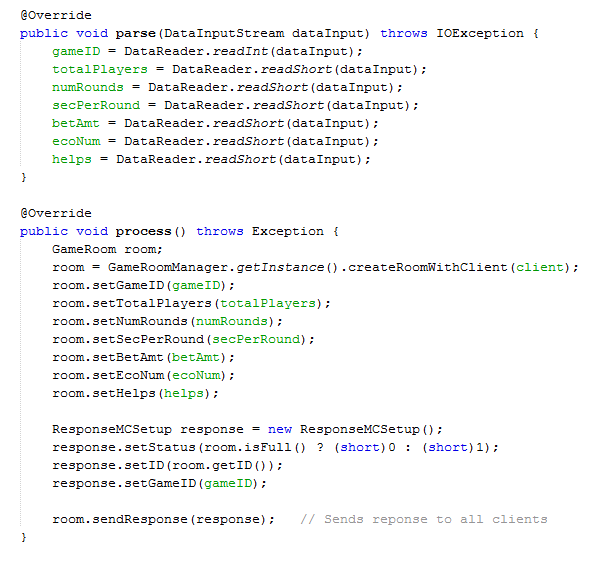 @Override
public void parse(DataInputStream dataInput) throws IOException {
    gameID = DataReader.readInt(dataInput);
    totalPlayers = DataReader.readShort(dataInput);
    numRounds = DataReader.readShort(dataInput);
    secPerRound = DataReader.readShort(dataInput);
    betAmt = DataReader.readShort(dataInput);
    ecoNum = DataReader.readShort(dataInput);
    helps = DataReader.readShort(dataInput);
}

@Override
public void process() throws Exception {
    GameRoom room;
    room = GameRoomManager.getInstance().createRoomWithClient(client);
    room.setGameID(gameID);
    room.setTotalPlayers(totalPlayers);
    room.setNumRounds(numRounds);
    room.setSecPerRound(secPerRound);
    room.setBetAmt(betAmt);
    room.setEcoNum(ecoNum);
    room.setHelps(helps);

    ResponseMCSetup response = new ResponseMCSetup();
    response.setStatus(room.isFull() ? (short)0 : (short)1);
    response.setID(room.getID());
    response.setGameID(gameID);

    room.sendResponse(response);   // Sends reponse to all clients
}